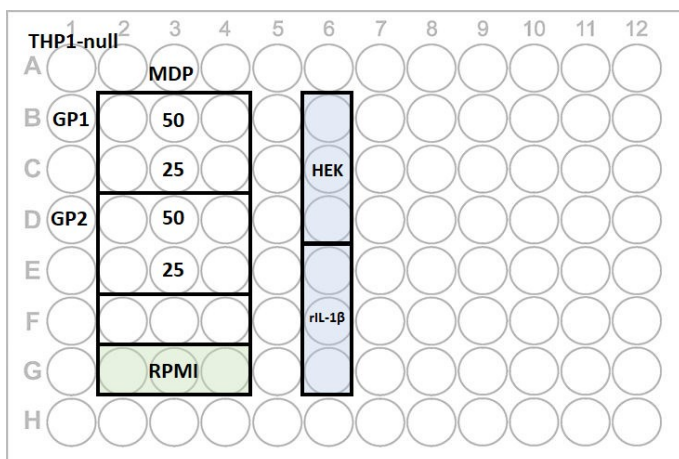 1 2 3 4 5 6 7 8 9 10 11 12
THP1-null
A MDP
B GP1 50
C 25 HEK
D GP2 50
E 25
F rIL-1β
G RPMI
H